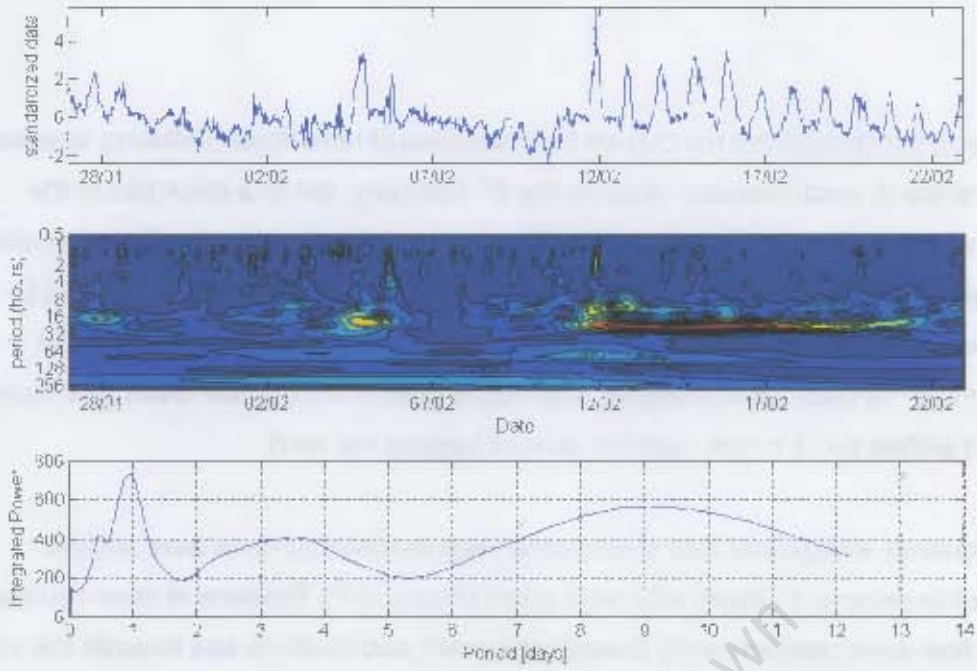 standardized data
4
2
0
-2
28/01 02/02 07/02 12/02 17/02 22/02
period (hours)
0.5
1
2
4
8
16
32
64
128
256
28/01 02/02 07/02 12/02 17/02 22/02
Date
Integrated Power
806
600
400
200
6
0 1 2 3 4 5 6 7 8 9 10 11 12 13 14
Period [days]
wn